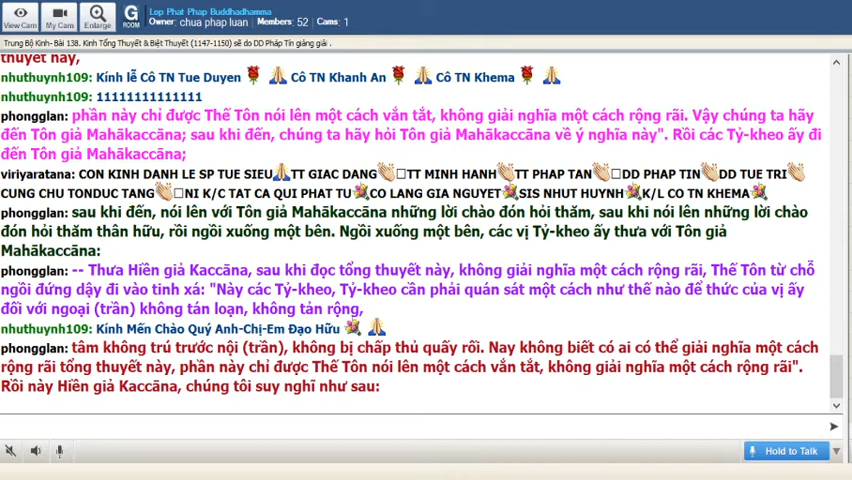 View Cam
My Cam
Enlarge
G
ROOM
Lop Phat Phap Buddhadhamma
Owner: chua phap luan Members: 52 Cams: 1
Trung Bộ Kinh- Bài 138. Kinh Tổng Thuyết & Biệt Thuyết (1147-1150) sẽ do DD Pháp Tín giảng giải .
thuyết này,
nhuthuynh109: Kính lễ Cô TN Tue Duyen 🌹 🙏 Cô TN Khanh An 🌹 🙏 Cô TN Khema 🌹 🙏
nhuthuynh109: 11111111111111
phongglan: phần này chỉ được Thế Tôn nói lên một cách vắn tắt, không giải nghĩa một cách rộng rãi. Vậy chúng ta hãy
đến Tôn giả Mahākaccāna; sau khi đến, chúng ta hãy hỏi Tôn giả Mahākaccāna về ý nghĩa này". Rồi các Tỷ-kheo ấy đi
đến Tôn giả Mahākaccāna;
viriyaratana: CON KINH DANH LE SP TUE SIEU🙏TT GIAC DANG👏□TT MINH HANH👏TT PHAP TAN👏□DD PHAP TIN👏DD TUE TRI👏
CUNG CHU TONDUC TANG👏□NI K/C TAT CA QUI PHAT TU💐CO LANG GIA NGUYET💐SIS NHUT HUYNH💐K/L CO TN KHEMA💐
phongglan: sau khi đến, nói lên với Tôn giả Mahākaccāna những lời chào đón hỏi thăm, sau khi nói lên những lời chào
đón hỏi thăm thân hữu, rồi ngồi xuống một bên. Ngồi xuống một bên, các vị Tỷ-kheo ấy thưa với Tôn giả
Mahākaccāna:
phongglan: -- Thưa Hiền giả Kaccāna, sau khi đọc tổng thuyết này, không giải nghĩa một cách rộng rãi, Thế Tôn từ chỗ
ngồi đứng dậy đi vào tinh xá: "Này các Tỷ-kheo, Tỷ-kheo cần phải quán sát một cách như thế nào để thức của vị ấy
đối với ngoại (trần) không tán loạn, không tản rộng,
nhuthuynh109: Kính Mến Chào Quý Anh-Chị-Em Đạo Hữu 💐 🙏
phongglan: tâm không trú trước nội (trần), không bị chấp thủ quấy rối. Nay không biết có ai có thể giải nghĩa một cách
rộng rãi tổng thuyết này, phần này chỉ được Thế Tôn nói lên một cách vắn tắt, không giải nghĩa một cách rộng rãi".
Rồi này Hiền giả Kaccāna, chúng tôi suy nghĩ như sau:
Hold to Talk